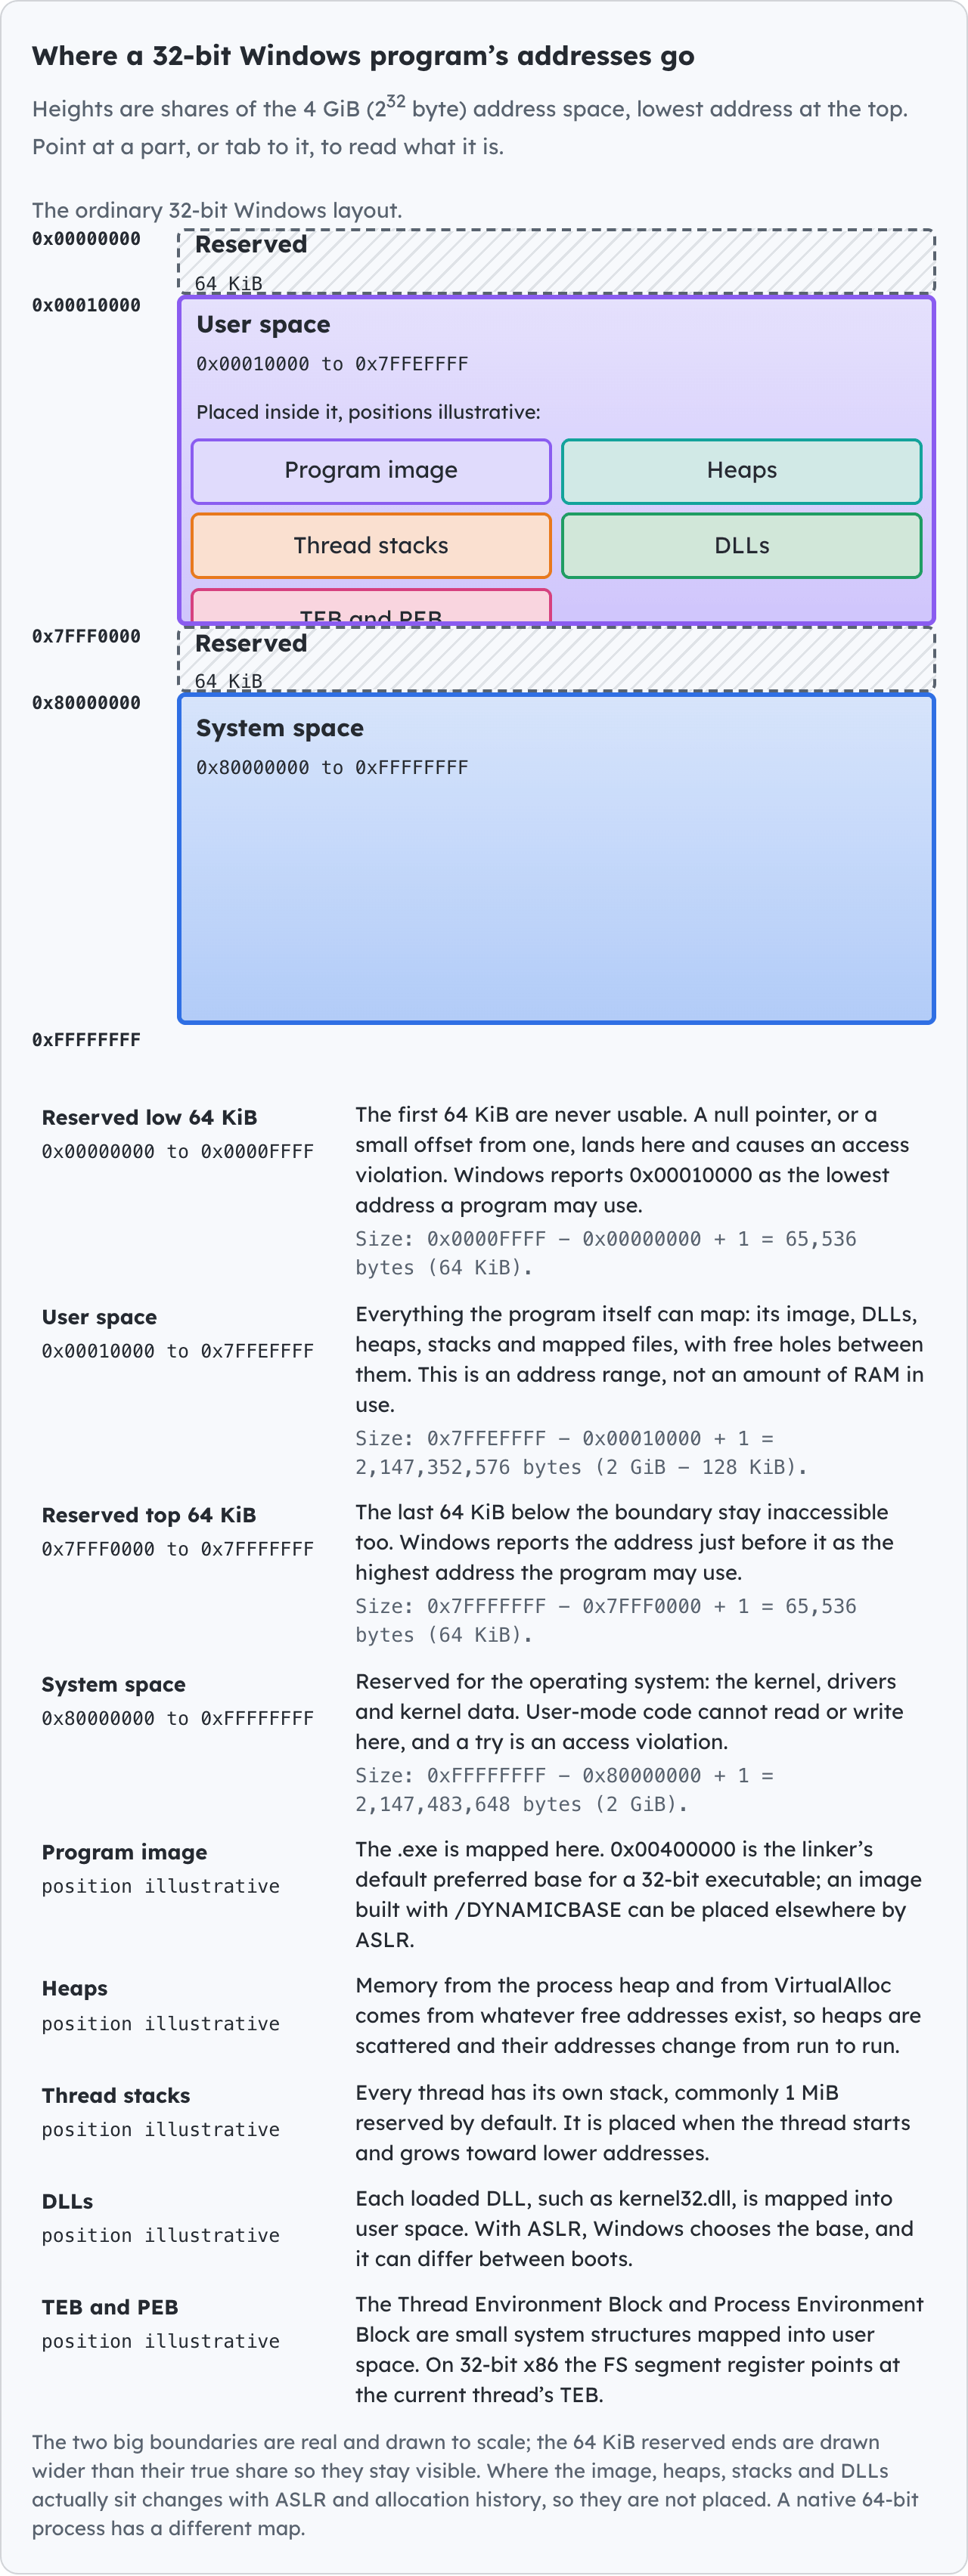 Where a 32-bit Windows program’s addresses go
Heights are shares of the 4 GiB (2^32 byte) address space, lowest address at the top.
Point at a part, or tab to it, to read what it is.
The ordinary 32-bit Windows layout.
0x00000000
Reserved
64 KiB
0x00010000
User space
0x00010000 to 0x7FFEFFFF
Placed inside it, positions illustrative:
Program image
Heaps
Thread stacks
DLLs
TEB and PEB
0x7FFF0000
Reserved
64 KiB
0x80000000
System space
0x80000000 to 0xFFFFFFFF
0xFFFFFFFF
Reserved low 64 KiB
0x00000000 to 0x0000FFFF
The first 64 KiB are never usable. A null pointer, or a
small offset from one, lands here and causes an access
violation. Windows reports 0x00010000 as the lowest
address a program may use.
Size: 0x0000FFFF − 0x00000000 + 1 = 65,536
bytes (64 KiB).
User space
0x00010000 to 0x7FFEFFFF
Everything the program itself can map: its image, DLLs,
heaps, stacks and mapped files, with free holes between
them. This is an address range, not an amount of RAM in
use.
Size: 0x7FFEFFFF − 0x00010000 + 1 =
2,147,352,576 bytes (2 GiB − 128 KiB).
Reserved top 64 KiB
0x7FFF0000 to 0x7FFFFFFF
The last 64 KiB below the boundary stay inaccessible
too. Windows reports the address just before it as the
highest address the program may use.
Size: 0x7FFFFFFF − 0x7FFF0000 + 1 = 65,536
bytes (64 KiB).
System space
0x80000000 to 0xFFFFFFFF
Reserved for the operating system: the kernel, drivers
and kernel data. User-mode code cannot read or write
here, and a try is an access violation.
Size: 0xFFFFFFFF − 0x80000000 + 1 =
2,147,483,648 bytes (2 GiB).
Program image
position illustrative
The .exe is mapped here. 0x00400000 is the linker’s
default preferred base for a 32-bit executable; an image
built with /DYNAMICBASE can be placed elsewhere by
ASLR.
Heaps
position illustrative
Memory from the process heap and from VirtualAlloc
comes from whatever free addresses exist, so heaps are
scattered and their addresses change from run to run.
Thread stacks
position illustrative
Every thread has its own stack, commonly 1 MiB
reserved by default. It is placed when the thread starts
and grows toward lower addresses.
DLLs
position illustrative
Each loaded DLL, such as kernel32.dll, is mapped into
user space. With ASLR, Windows chooses the base, and
it can differ between boots.
TEB and PEB
position illustrative
The Thread Environment Block and Process Environment
Block are small system structures mapped into user
space. On 32-bit x86 the FS segment register points at
the current thread’s TEB.
The two big boundaries are real and drawn to scale; the 64 KiB reserved ends are drawn
wider than their true share so they stay visible. Where the image, heaps, stacks and DLLs
actually sit changes with ASLR and allocation history, so they are not placed. A native 64-bit
process has a different map.